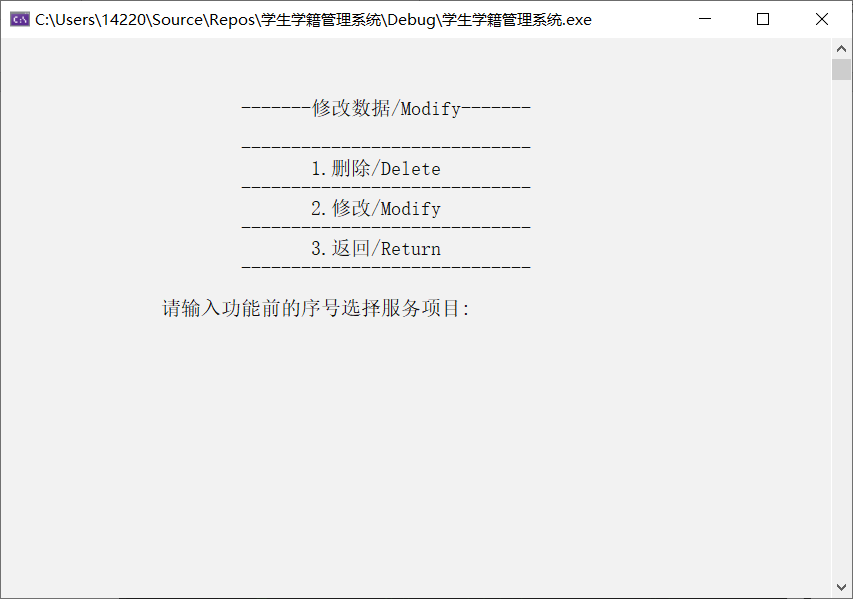 C:\Users\14220\Source\Repos\学生学籍管理系统\Debug\学生学籍管理系统.exe
-------修改数据/Modify-------
-----------------------------
1.删除/Delete
-----------------------------
2.修改/Modify
-----------------------------
3.返回/Return
-----------------------------
请输入功能前的序号选择服务项目: